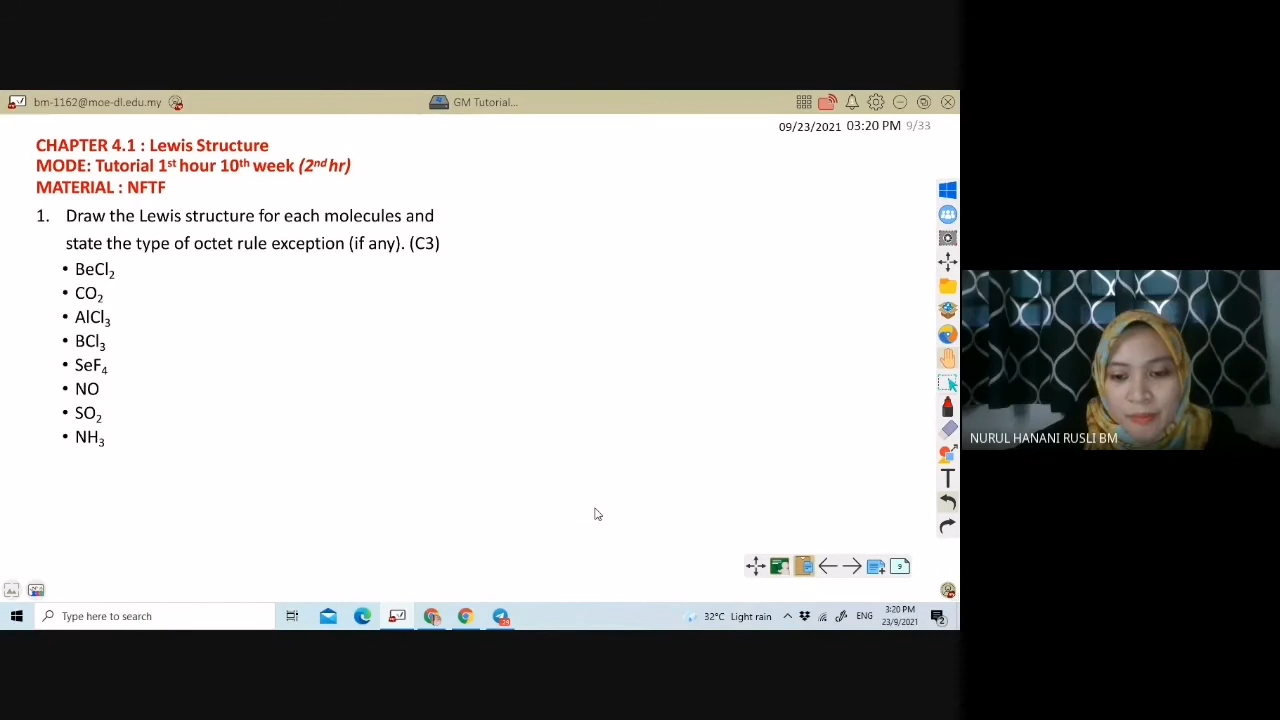 bm-1162@moe-dl.edu.my
GM Tutorial...
09/23/2021 03:20 PM 9/33
CHAPTER 4.1 : Lewis Structure
MODE: Tutorial 1st hour 10th week (2nd hr)
MATERIAL : NFTF
1. Draw the Lewis structure for each molecules and
state the type of octet rule exception (if any). (C3)
• BeCl₂
• CO₂
• AlCl₃
• BCl₃
• SeF₄
• NO
• SO₂
• NH₃
NURUL HANANI RUSLI BM
T
9
Type here to search
32°C Light rain
ENG
3:20 PM
23/9/2021
2